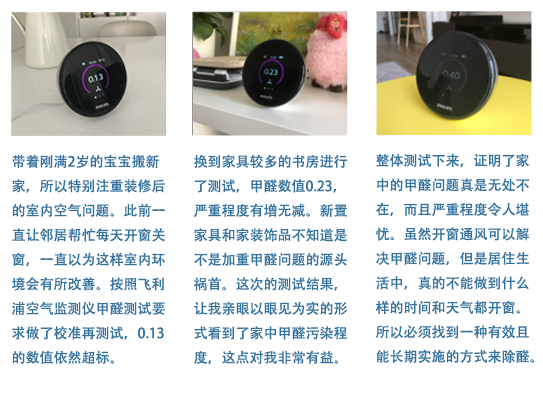 0.13
PHILIPS
0.23
PHILIPS
0.40
PHILIPS
带着刚满2岁的宝宝搬新
家，所以特别注重装修后
的室内空气问题。此前一
直让邻居帮忙每天开窗关
窗，一直以为这样室内环
境会有所改善。按照飞利
浦空气监测仪甲醛测试要
求做了校准再测试，0.13
的数值依然超标。
换到家具较多的书房进行
了测试，甲醛数值0.23，
严重程度有增无减。新置
家具和家装饰品不知道是
不是加重甲醛问题的源头
祸首。这次的测试结果，
让我亲眼以眼见为实的形
式看到了家中甲醛污染程
度，这点对我非常有益。
整体测试下来，证明了家
中的甲醛问题真是无处不
在，而且严重程度令人堪
忧。虽然开窗通风可以解
决甲醛问题，但是居住生
活中，真的不能做到什么
样的时间和天气都开窗。
所以必须找到一种有效且
能长期实施的方式来除醛。